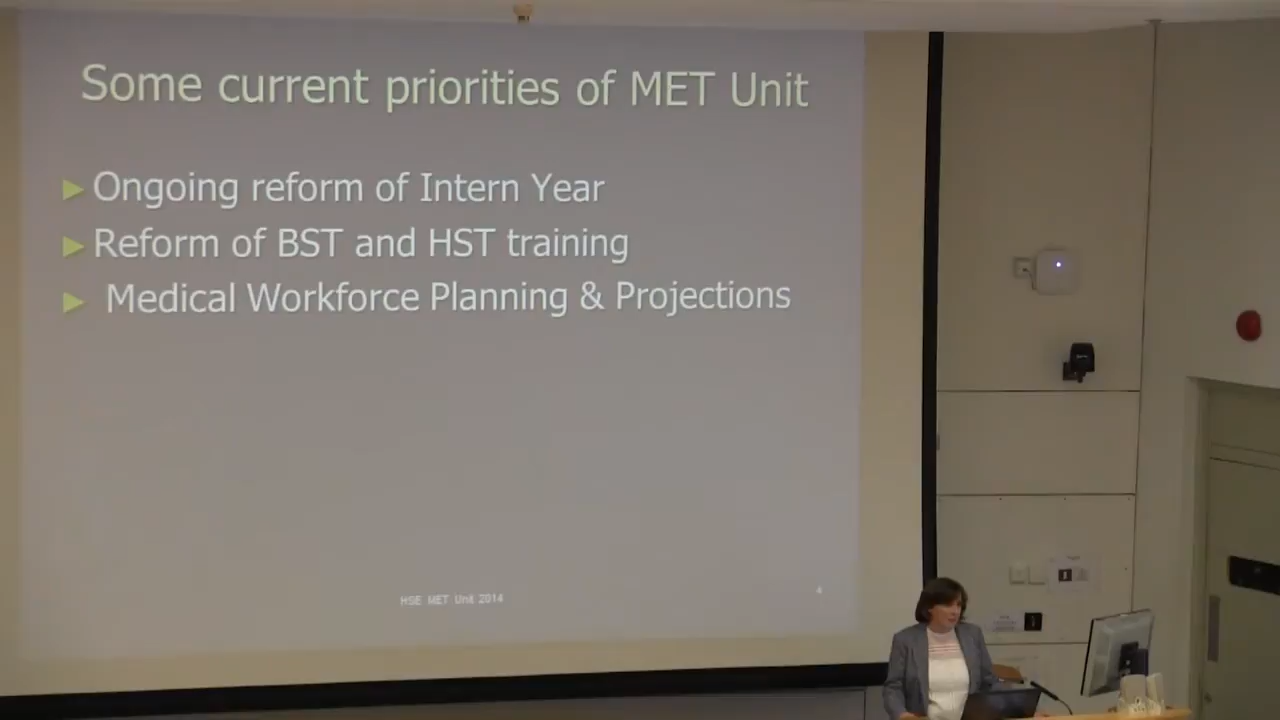 Some current priorities of MET Unit
► Ongoing reform of Intern Year
► Reform of BST and HST training
► Medical Workforce Planning & Projections
HSE MET Unit 2014
4